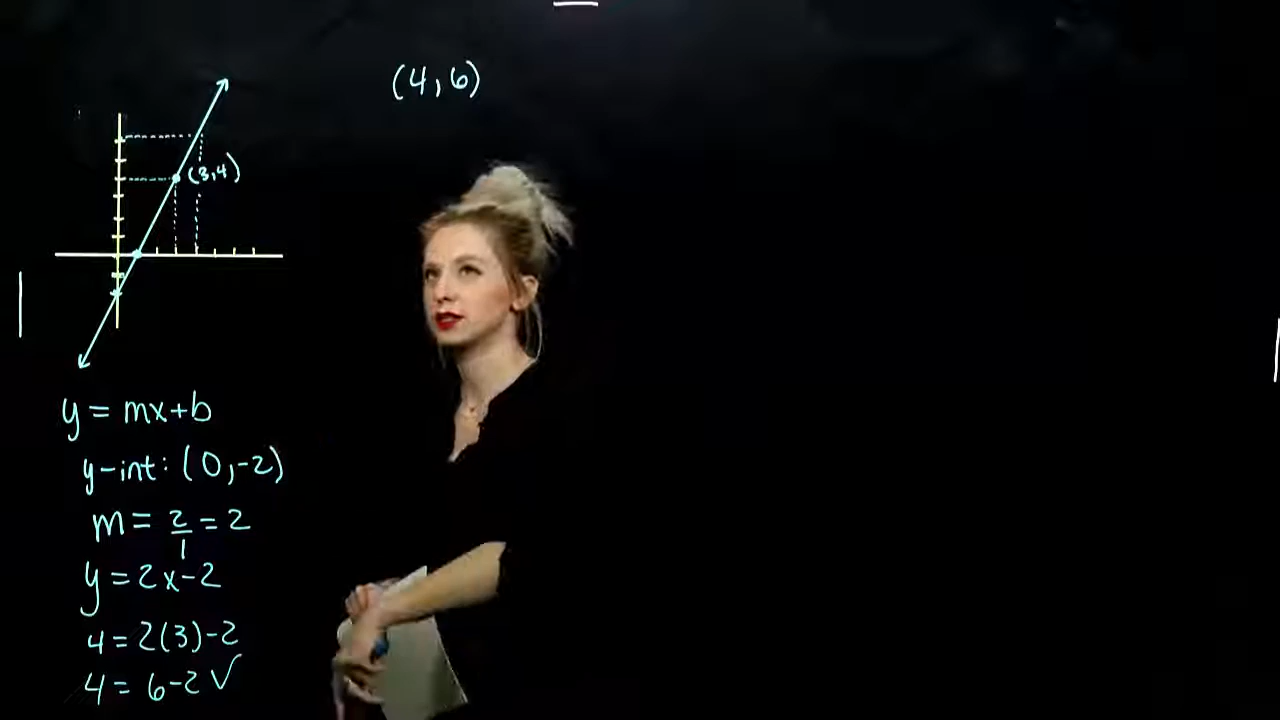 (4,6)
(3,4)
y = mx+b
y-int: (0,-2)
m = 2/1 = 2
y = 2x-2
4 = 2(3)-2
4 = 6-2 ✓